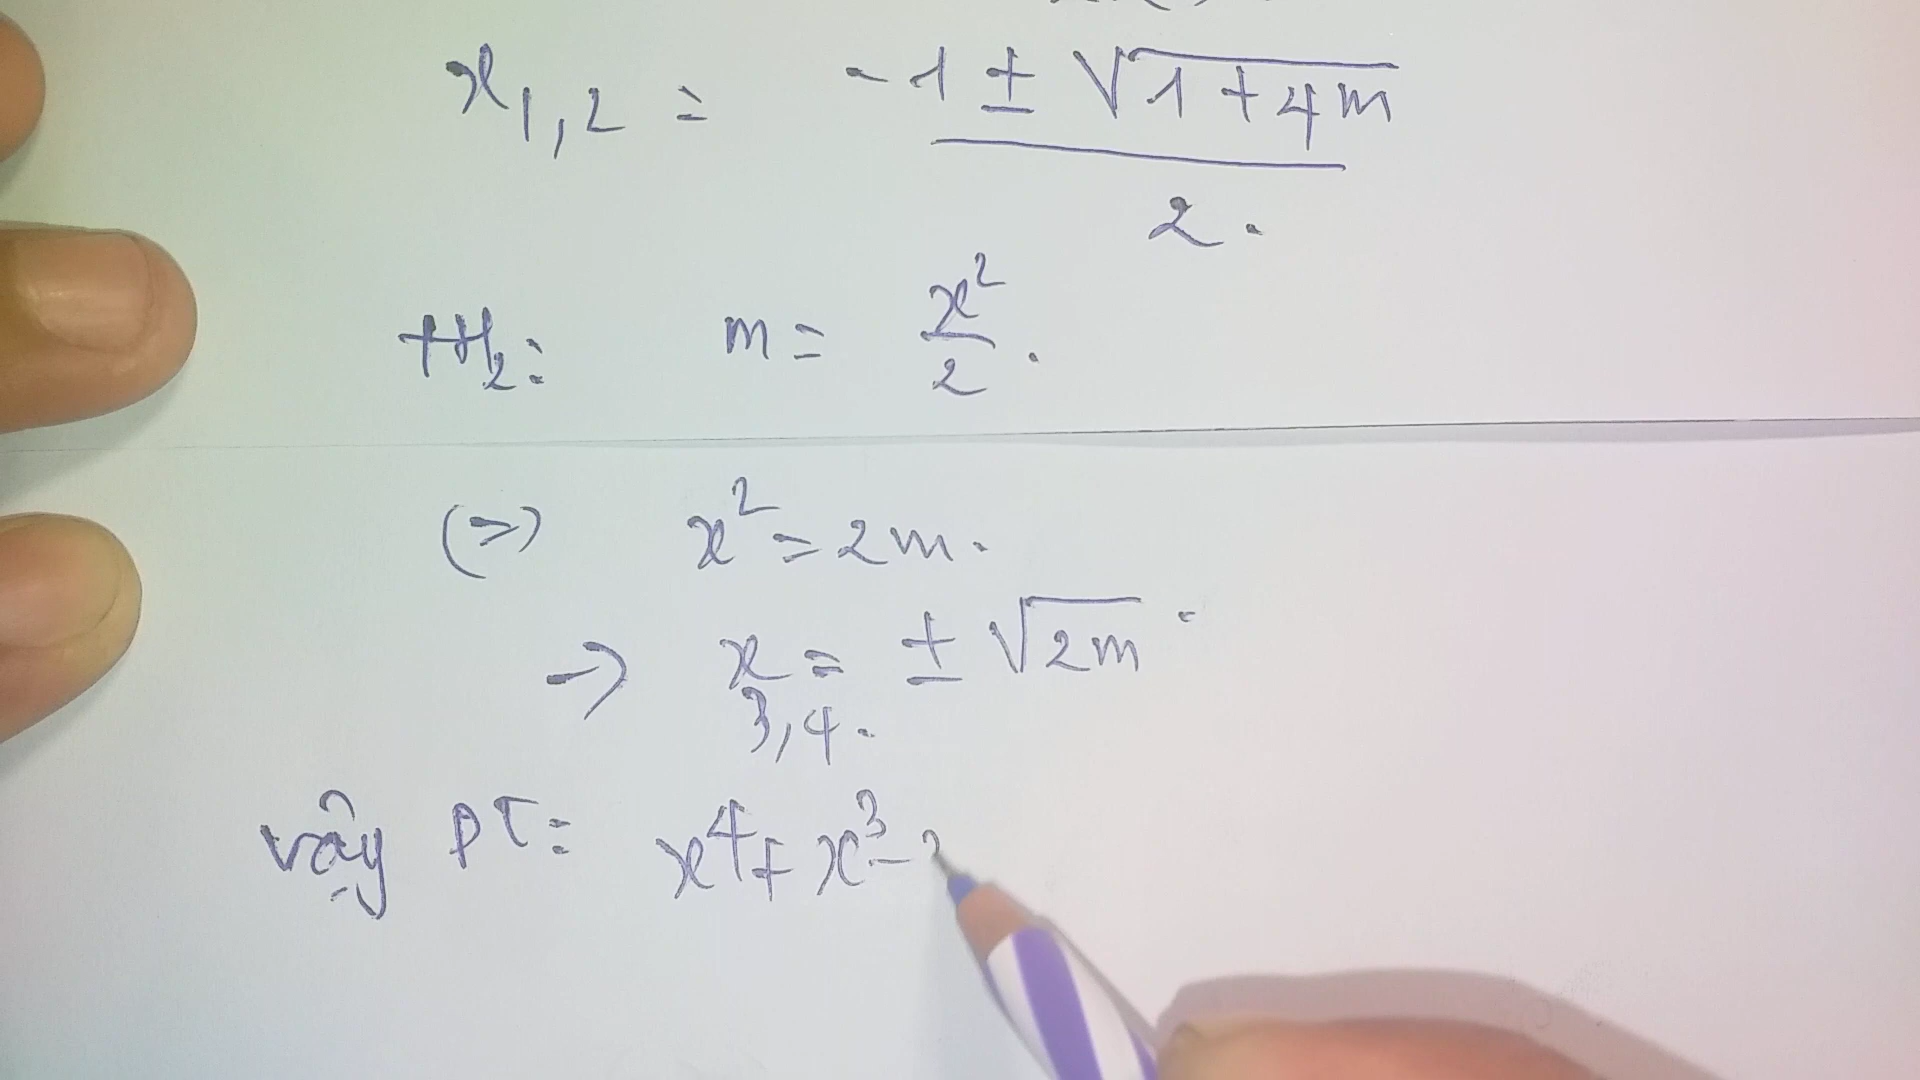 x₁,₂ = (-1 ± √(1+4m)) / 2.
TH₂: m = x²/2.
(=) x² = 2m.
→ x₃,₄. = ± √2m.
vậy PT: x⁴ + x³ -